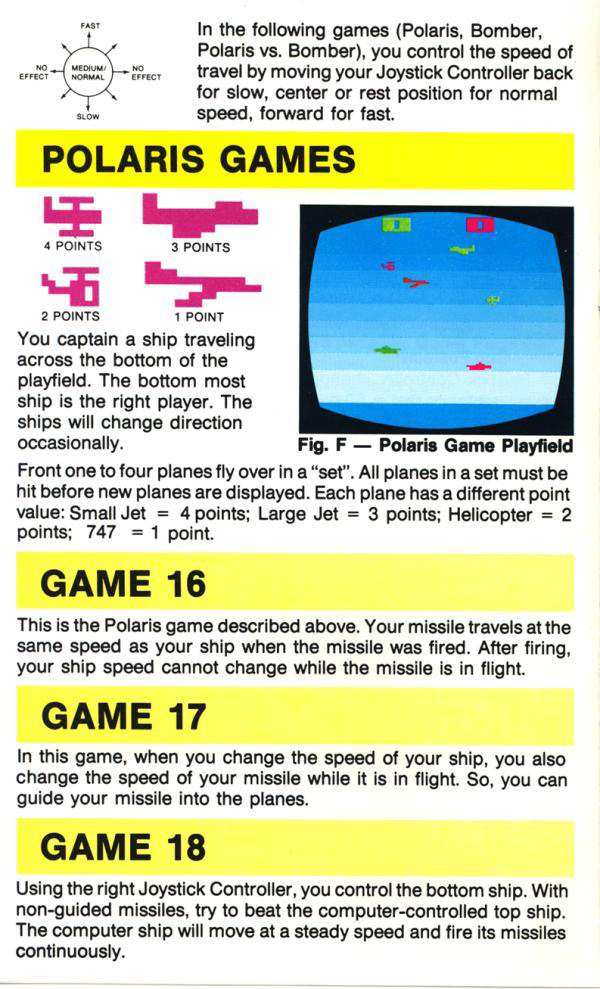 FAST
NO EFFECT
MEDIUM/ NORMAL
NO EFFECT
SLOW
In the following games (Polaris, Bomber,
Polaris vs. Bomber), you control the speed of
travel by moving your Joystick Controller back
for slow, center or rest position for normal
speed, forward for fast.
POLARIS GAMES
4 POINTS
3 POINTS
2 POINTS
1 POINT
You captain a ship traveling
across the bottom of the
playfield. The bottom most
ship is the right player. The
ships will change direction
occasionally.
0
0
Fig. F — Polaris Game Playfield
Front one to four planes fly over in a “set”. All planes in a set must be
hit before new planes are displayed. Each plane has a different point
value: Small Jet = 4 points; Large Jet = 3 points; Helicopter = 2
points; 747 = 1 point.
GAME 16
This is the Polaris game described above. Your missile travels at the
same speed as your ship when the missile was fired. After firing,
your ship speed cannot change while the missile is in flight.
GAME 17
In this game, when you change the speed of your ship, you also
change the speed of your missile while it is in flight. So, you can
guide your missile into the planes.
GAME 18
Using the right Joystick Controller, you control the bottom ship. With
non-guided missiles, try to beat the computer-controlled top ship.
The computer ship will move at a steady speed and fire its missiles
continuously.